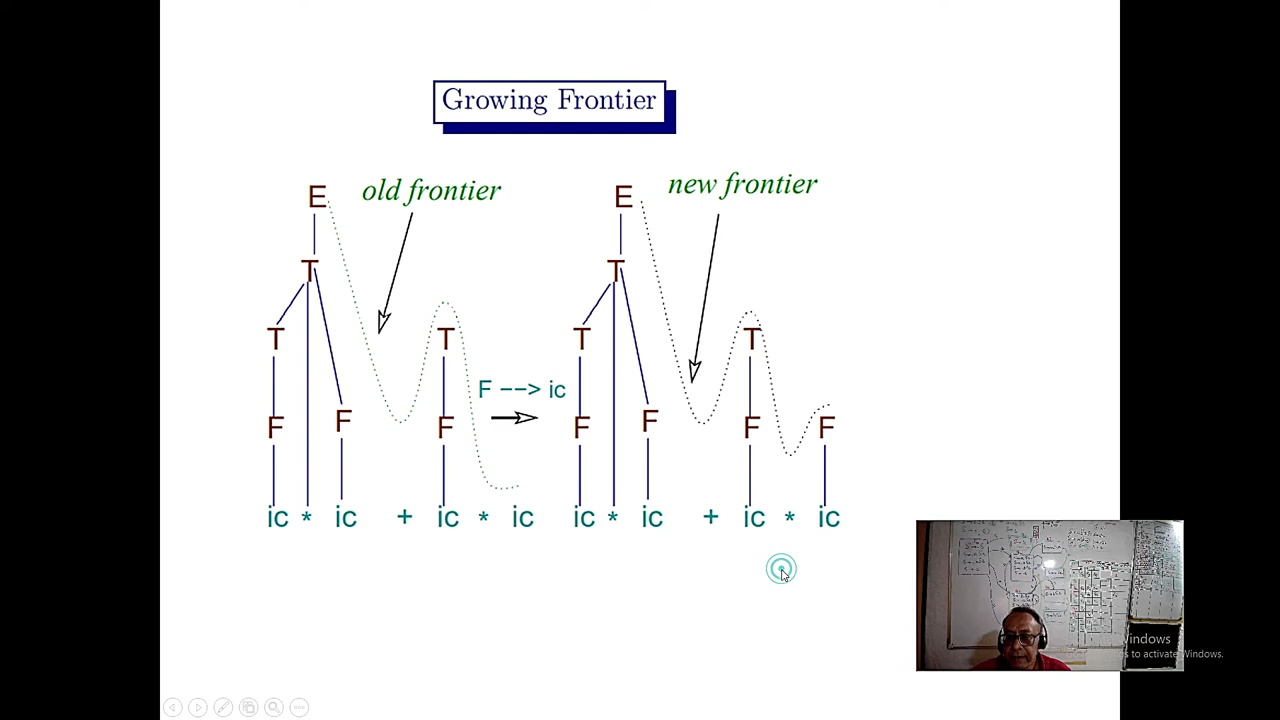 Growing Frontier
old frontier
new frontier
E
E
T
T
T
T
T
T
F --> ic
F
F
F
F
F
F
F
ic * ic + ic * ic
ic * ic + ic * ic
Windows
s to activate Windows.